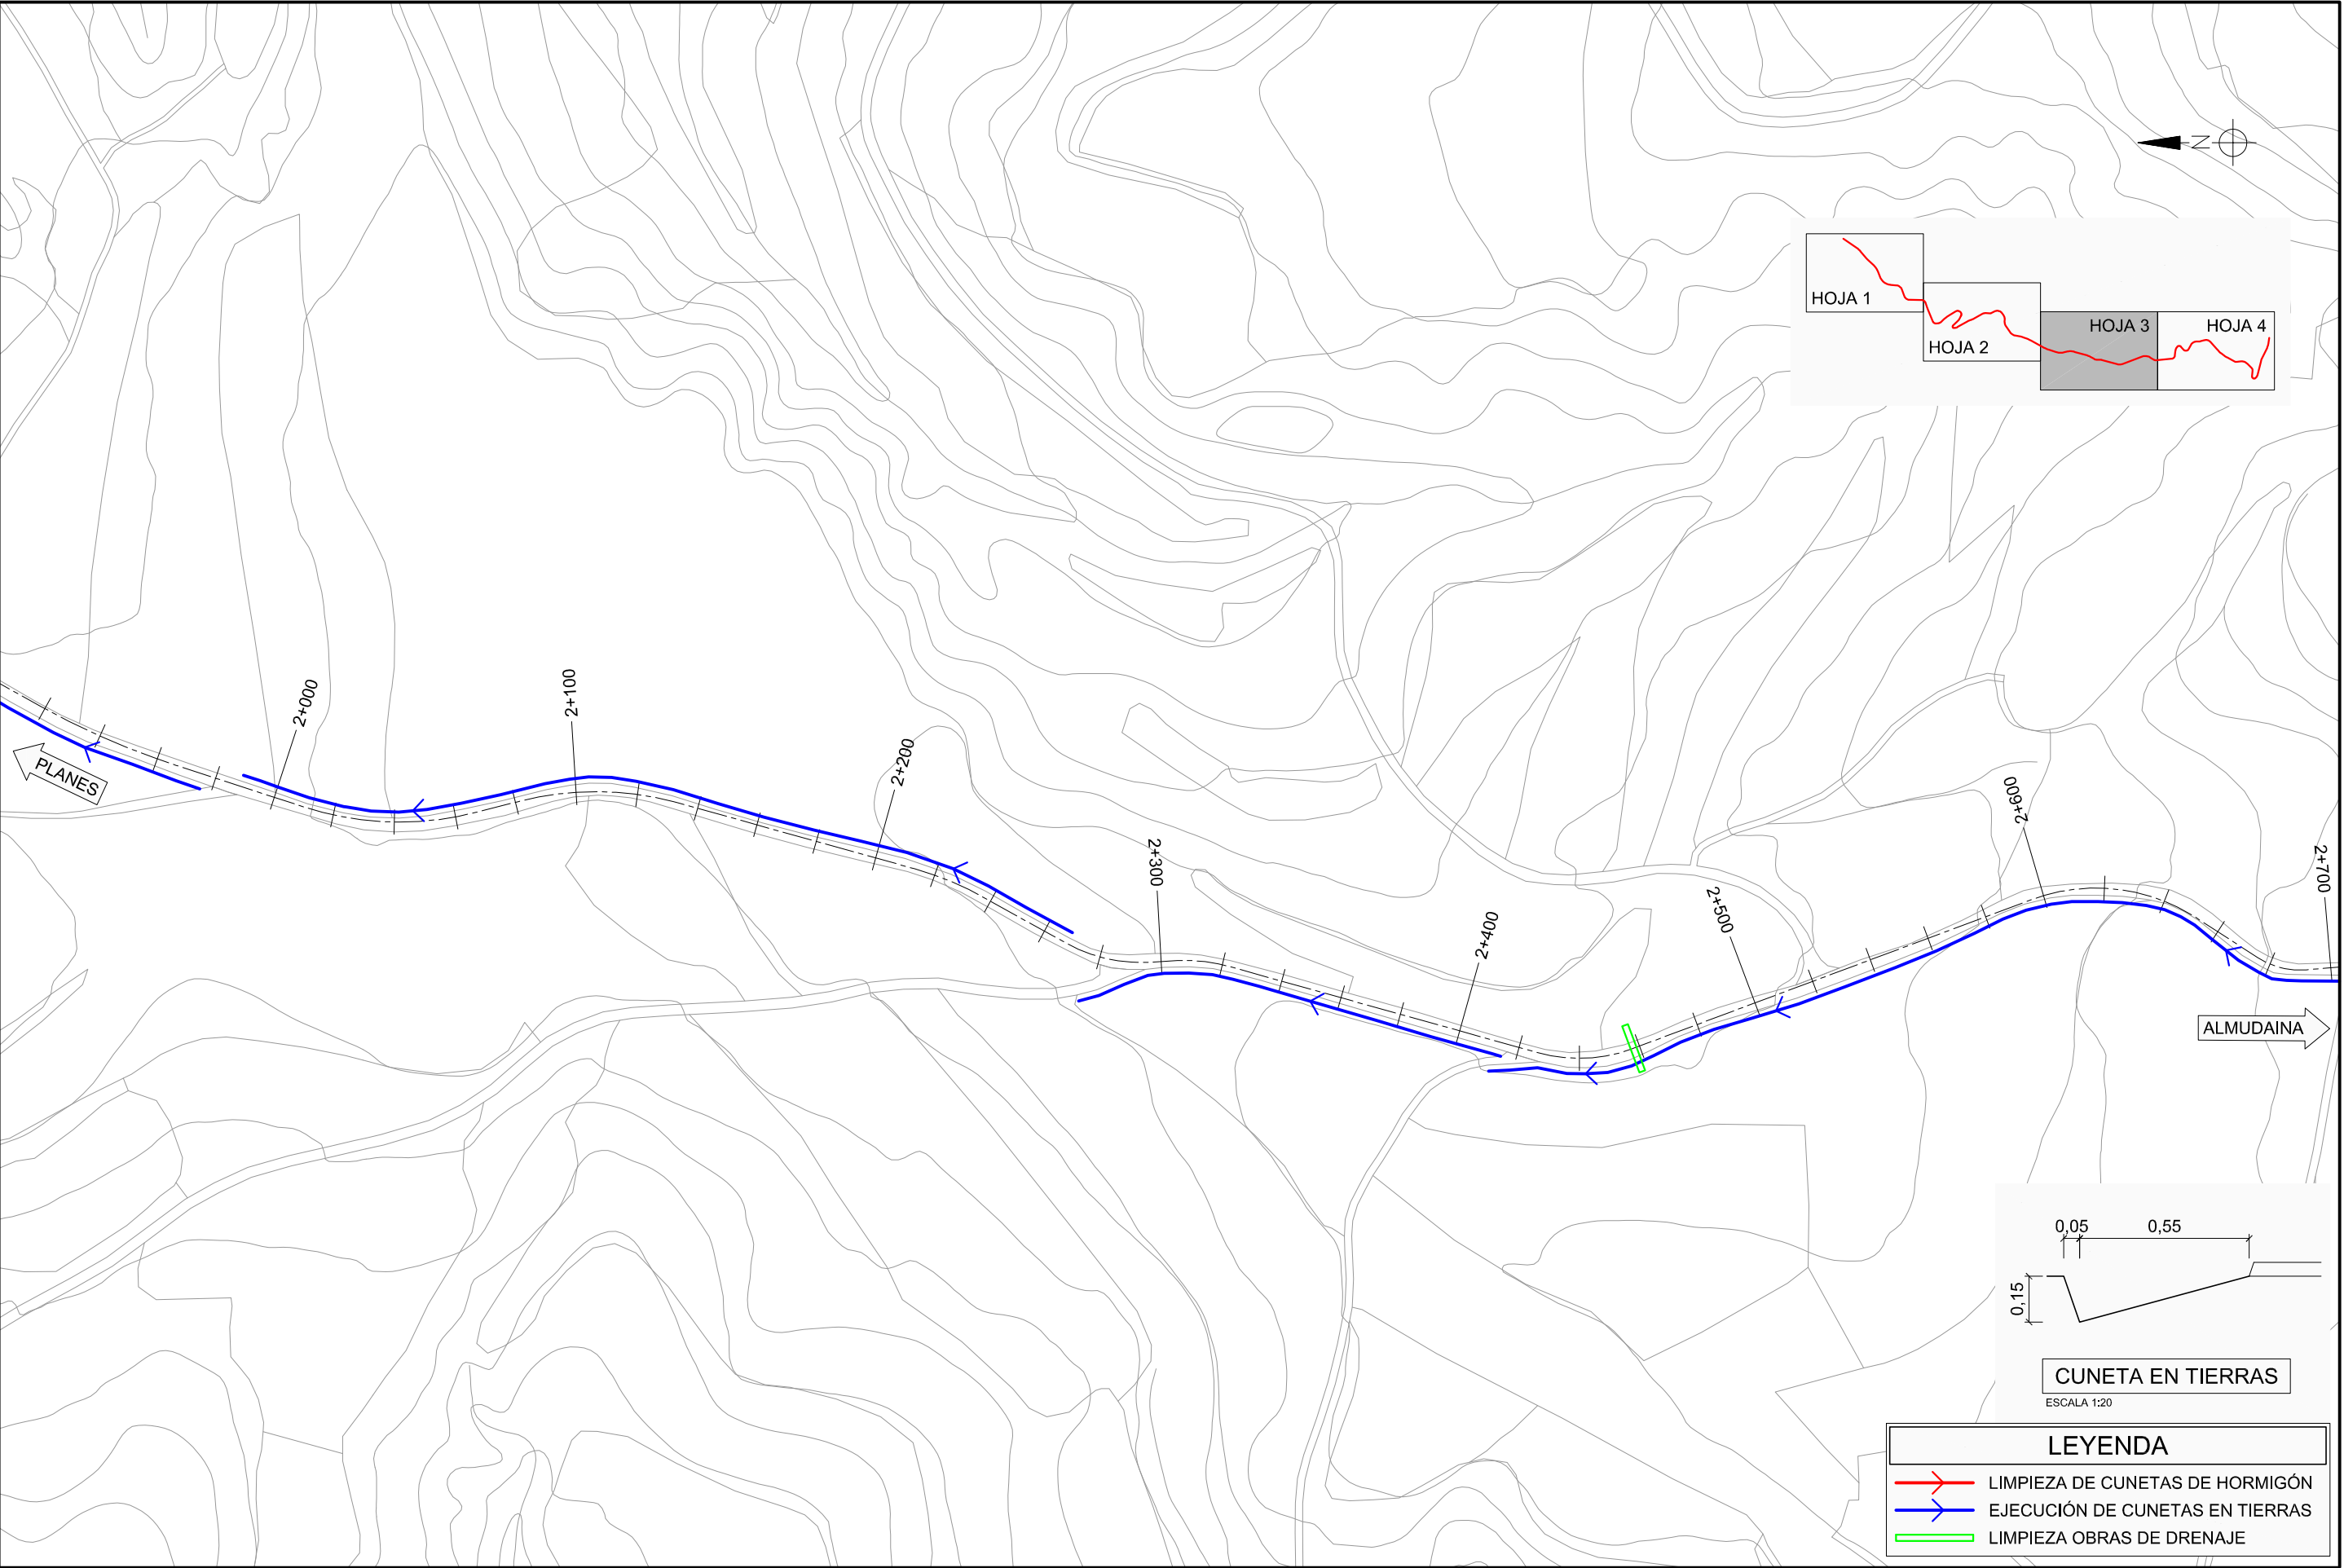 N
HOJA 1
HOJA 2
HOJA 3
HOJA 4
2+000
2+100
2+200
2+300
2+400
2+500
2+600
2+700
PLANES
ALMUDAINA
0,05
0,55
0,15
CUNETA EN TIERRAS
ESCALA 1:20
LEYENDA
LIMPIEZA DE CUNETAS DE HORMIGÓN
EJECUCIÓN DE CUNETAS EN TIERRAS
LIMPIEZA OBRAS DE DRENAJE